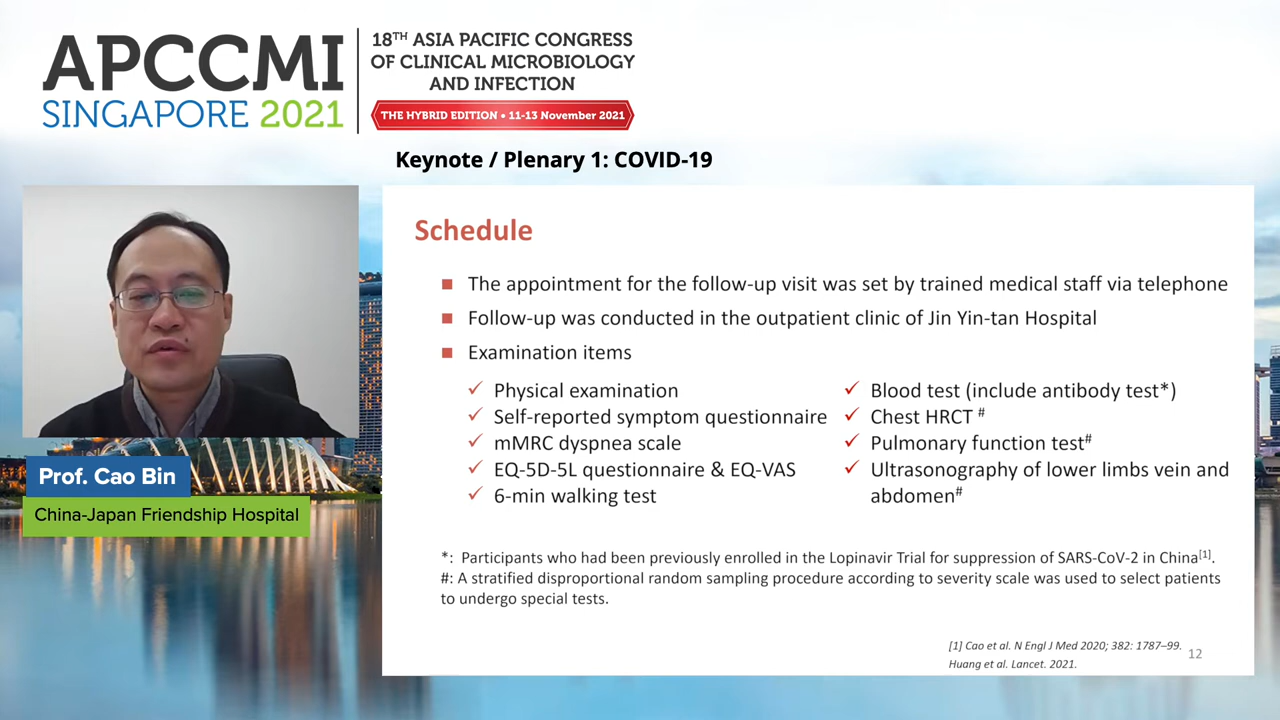 APCCMI
SINGAPORE 2021
18TH ASIA PACIFIC CONGRESS
OF CLINICAL MICROBIOLOGY
AND INFECTION
THE HYBRID EDITION • 11-13 November 2021
Keynote / Plenary 1: COVID-19
Prof. Cao Bin
China-Japan Friendship Hospital
Schedule
The appointment for the follow-up visit was set by trained medical staff via telephone
Follow-up was conducted in the outpatient clinic of Jin Yin-tan Hospital
Examination items
✓ Physical examination
✓ Self-reported symptom questionnaire
✓ mMRC dyspnea scale
✓ EQ-5D-5L questionnaire & EQ-VAS
✓ 6-min walking test
✓ Blood test (include antibody test*)
✓ Chest HRCT #
✓ Pulmonary function test#
✓ Ultrasonography of lower limbs vein and
abdomen#
*: Participants who had been previously enrolled in the Lopinavir Trial for suppression of SARS-CoV-2 in China[1].
#: A stratified disproportional random sampling procedure according to severity scale was used to select patients
to undergo special tests.
[1] Cao et al. N Engl J Med 2020; 382: 1787–99.
Huang et al. Lancet. 2021.
12